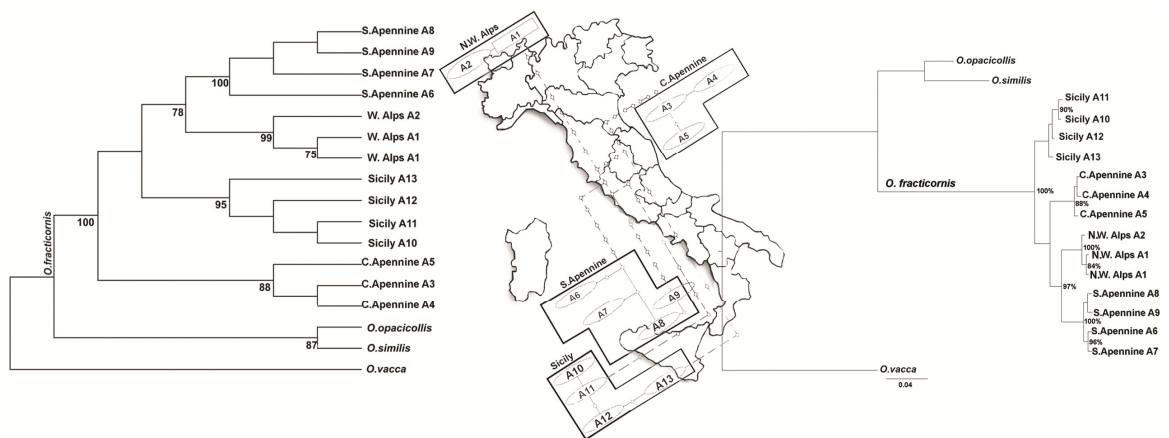 S.Apennine A8
S.Apennine A9
S.Apennine A7
100
S.Apennine A6
78
W. Alps A2
99
W. Alps A1
75
W. Alps A1
Sicily A13
95
Sicily A12
Sicily A11
Sicily A10
O.fracticornis
100
C.Apennine A5
88
C.Apennine A3
C.Apennine A4
O.opacicollis
87
O.similis
O.vacca
N.W. Alps
A1
A2
C.Apennine
A4
A3
A5
S.Apennine
A6
A9
A7
A8
Sicily
A10
A11
A13
A12
O.opacicollis
O.similis
Sicily A11
90%
Sicily A10
Sicily A12
Sicily A13
O. fracticornis
100%
C.Apennine A3
C.Apennine A4
88%
C.Apennine A5
N.W. Alps A2
100%
N.W. Alps A1
84%
N.W. Alps A1
97%
S.Apennine A8
S.Apennine A9
100%
S.Apennine A6
96%
S.Apennine A7
O.vacca
0.04